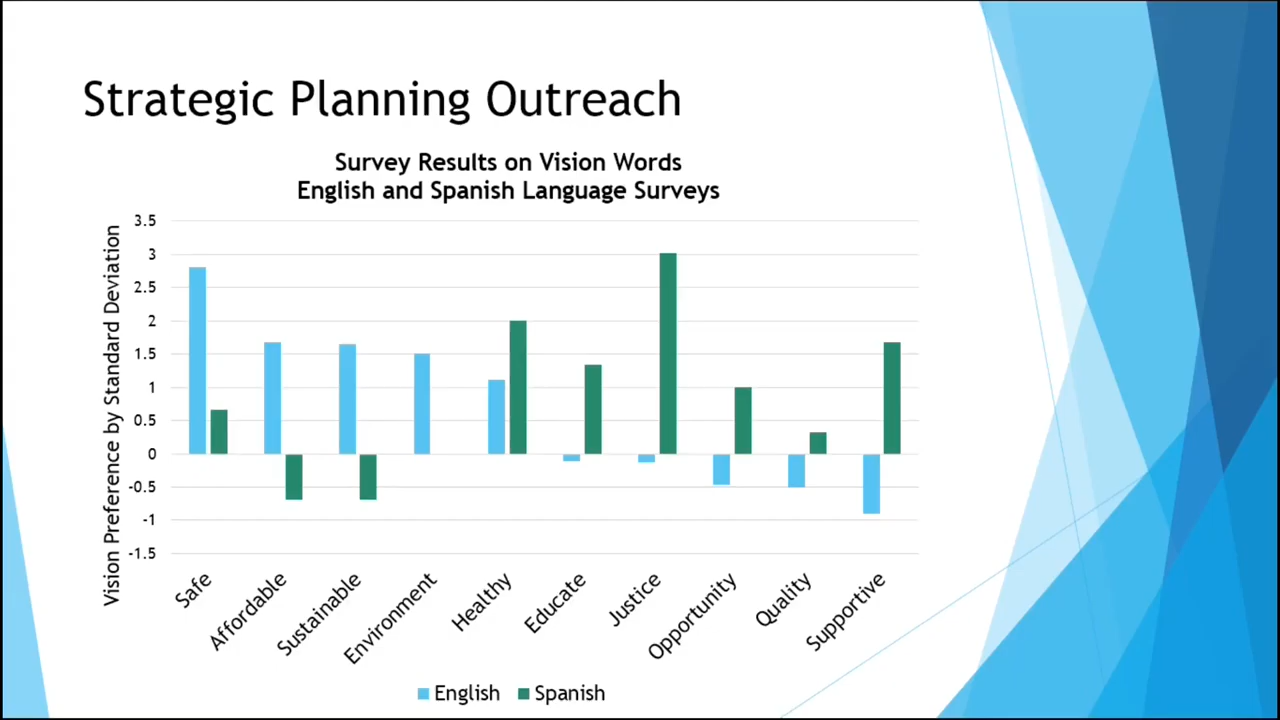 Strategic Planning Outreach
Survey Results on Vision Words
English and Spanish Language Surveys
Vision Preference by Standard Deviation
3.5
3
2.5
2
1.5
1
0.5
0
-0.5
-1
-1.5
Safe
Affordable
Sustainable
Environment
Healthy
Educate
Justice
Opportunity
Quality
Supportive
English
Spanish